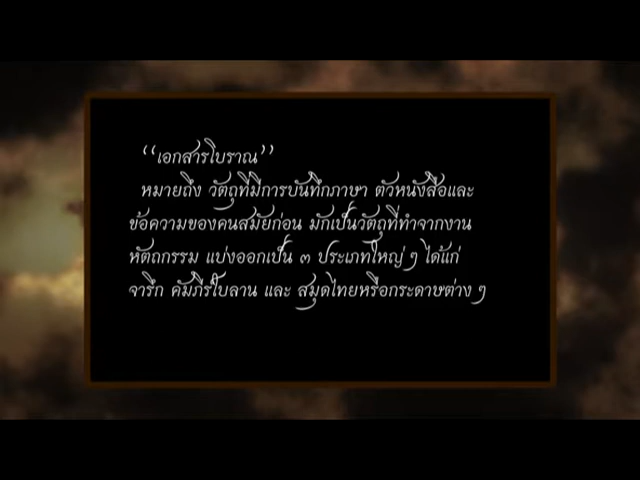 “เอกสารโบราณ”
หมายถึง วัตถุที่มีการบันทึกภาษา ตัวหนังสือและ
ข้อความของคนสมัยก่อน มักเป็นวัตถุที่ทำจากงาน
หัตถกรรม แบ่งออกเป็น ๓ ประเภทใหญ่ ๆ ได้แก่
จารึก คัมภีร์ใบลาน และ สมุดไทยหรือกระดาษต่าง ๆ